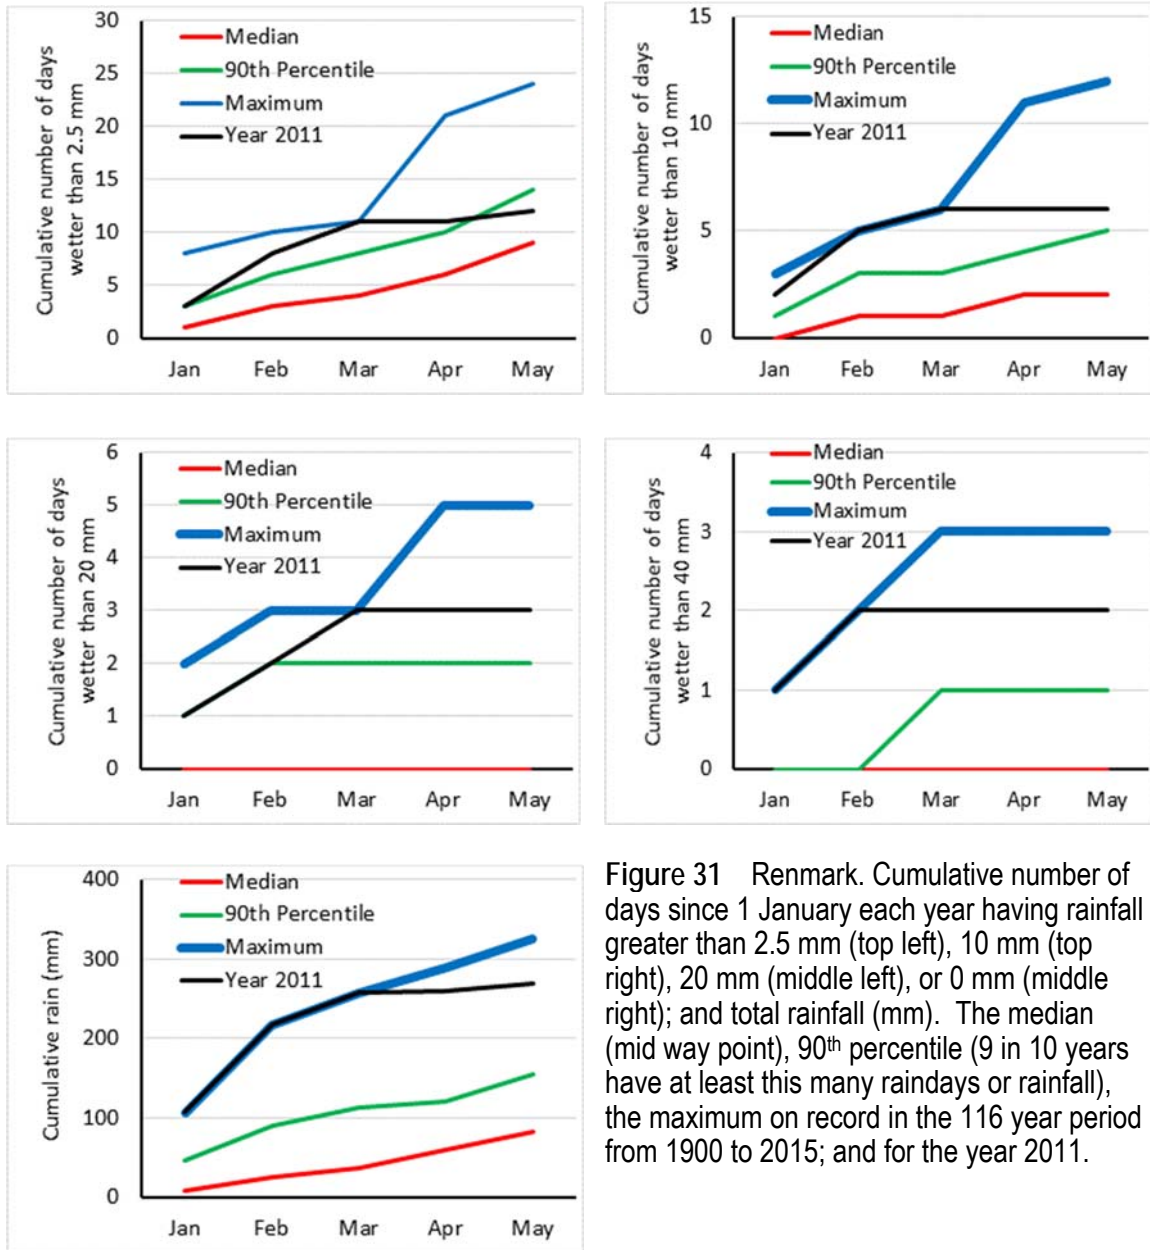 Cumulative number of days
wetter than 2.5 mm
30
25
20
15
10
5
0
Median
90th Percentile
Maximum
Year 2011
Jan Feb Mar Apr May
Cumulative number of days
wetter than 10 mm
15
10
5
0
Median
90th Percentile
Maximum
Year 2011
Jan Feb Mar Apr May
Cumulative number of days
wetter than 20 mm
6
5
4
3
2
1
0
Median
90th Percentile
Maximum
Year 2011
Jan Feb Mar Apr May
Cumulative number of days
wetter than 40 mm
4
3
2
1
0
Median
90th Percentile
Maximum
Year 2011
Jan Feb Mar Apr May
Cumulative rain (mm)
400
300
200
100
0
Median
90th Percentile
Maximum
Year 2011
Jan Feb Mar Apr May
Figure 31 Renmark. Cumulative number of
days since 1 January each year having rainfall
greater than 2.5 mm (top left), 10 mm (top
right), 20 mm (middle left), or 0 mm (middle
right); and total rainfall (mm). The median
(mid way point), 90th percentile (9 in 10 years
have at least this many raindays or rainfall),
the maximum on record in the 116 year period
from 1900 to 2015; and for the year 2011.